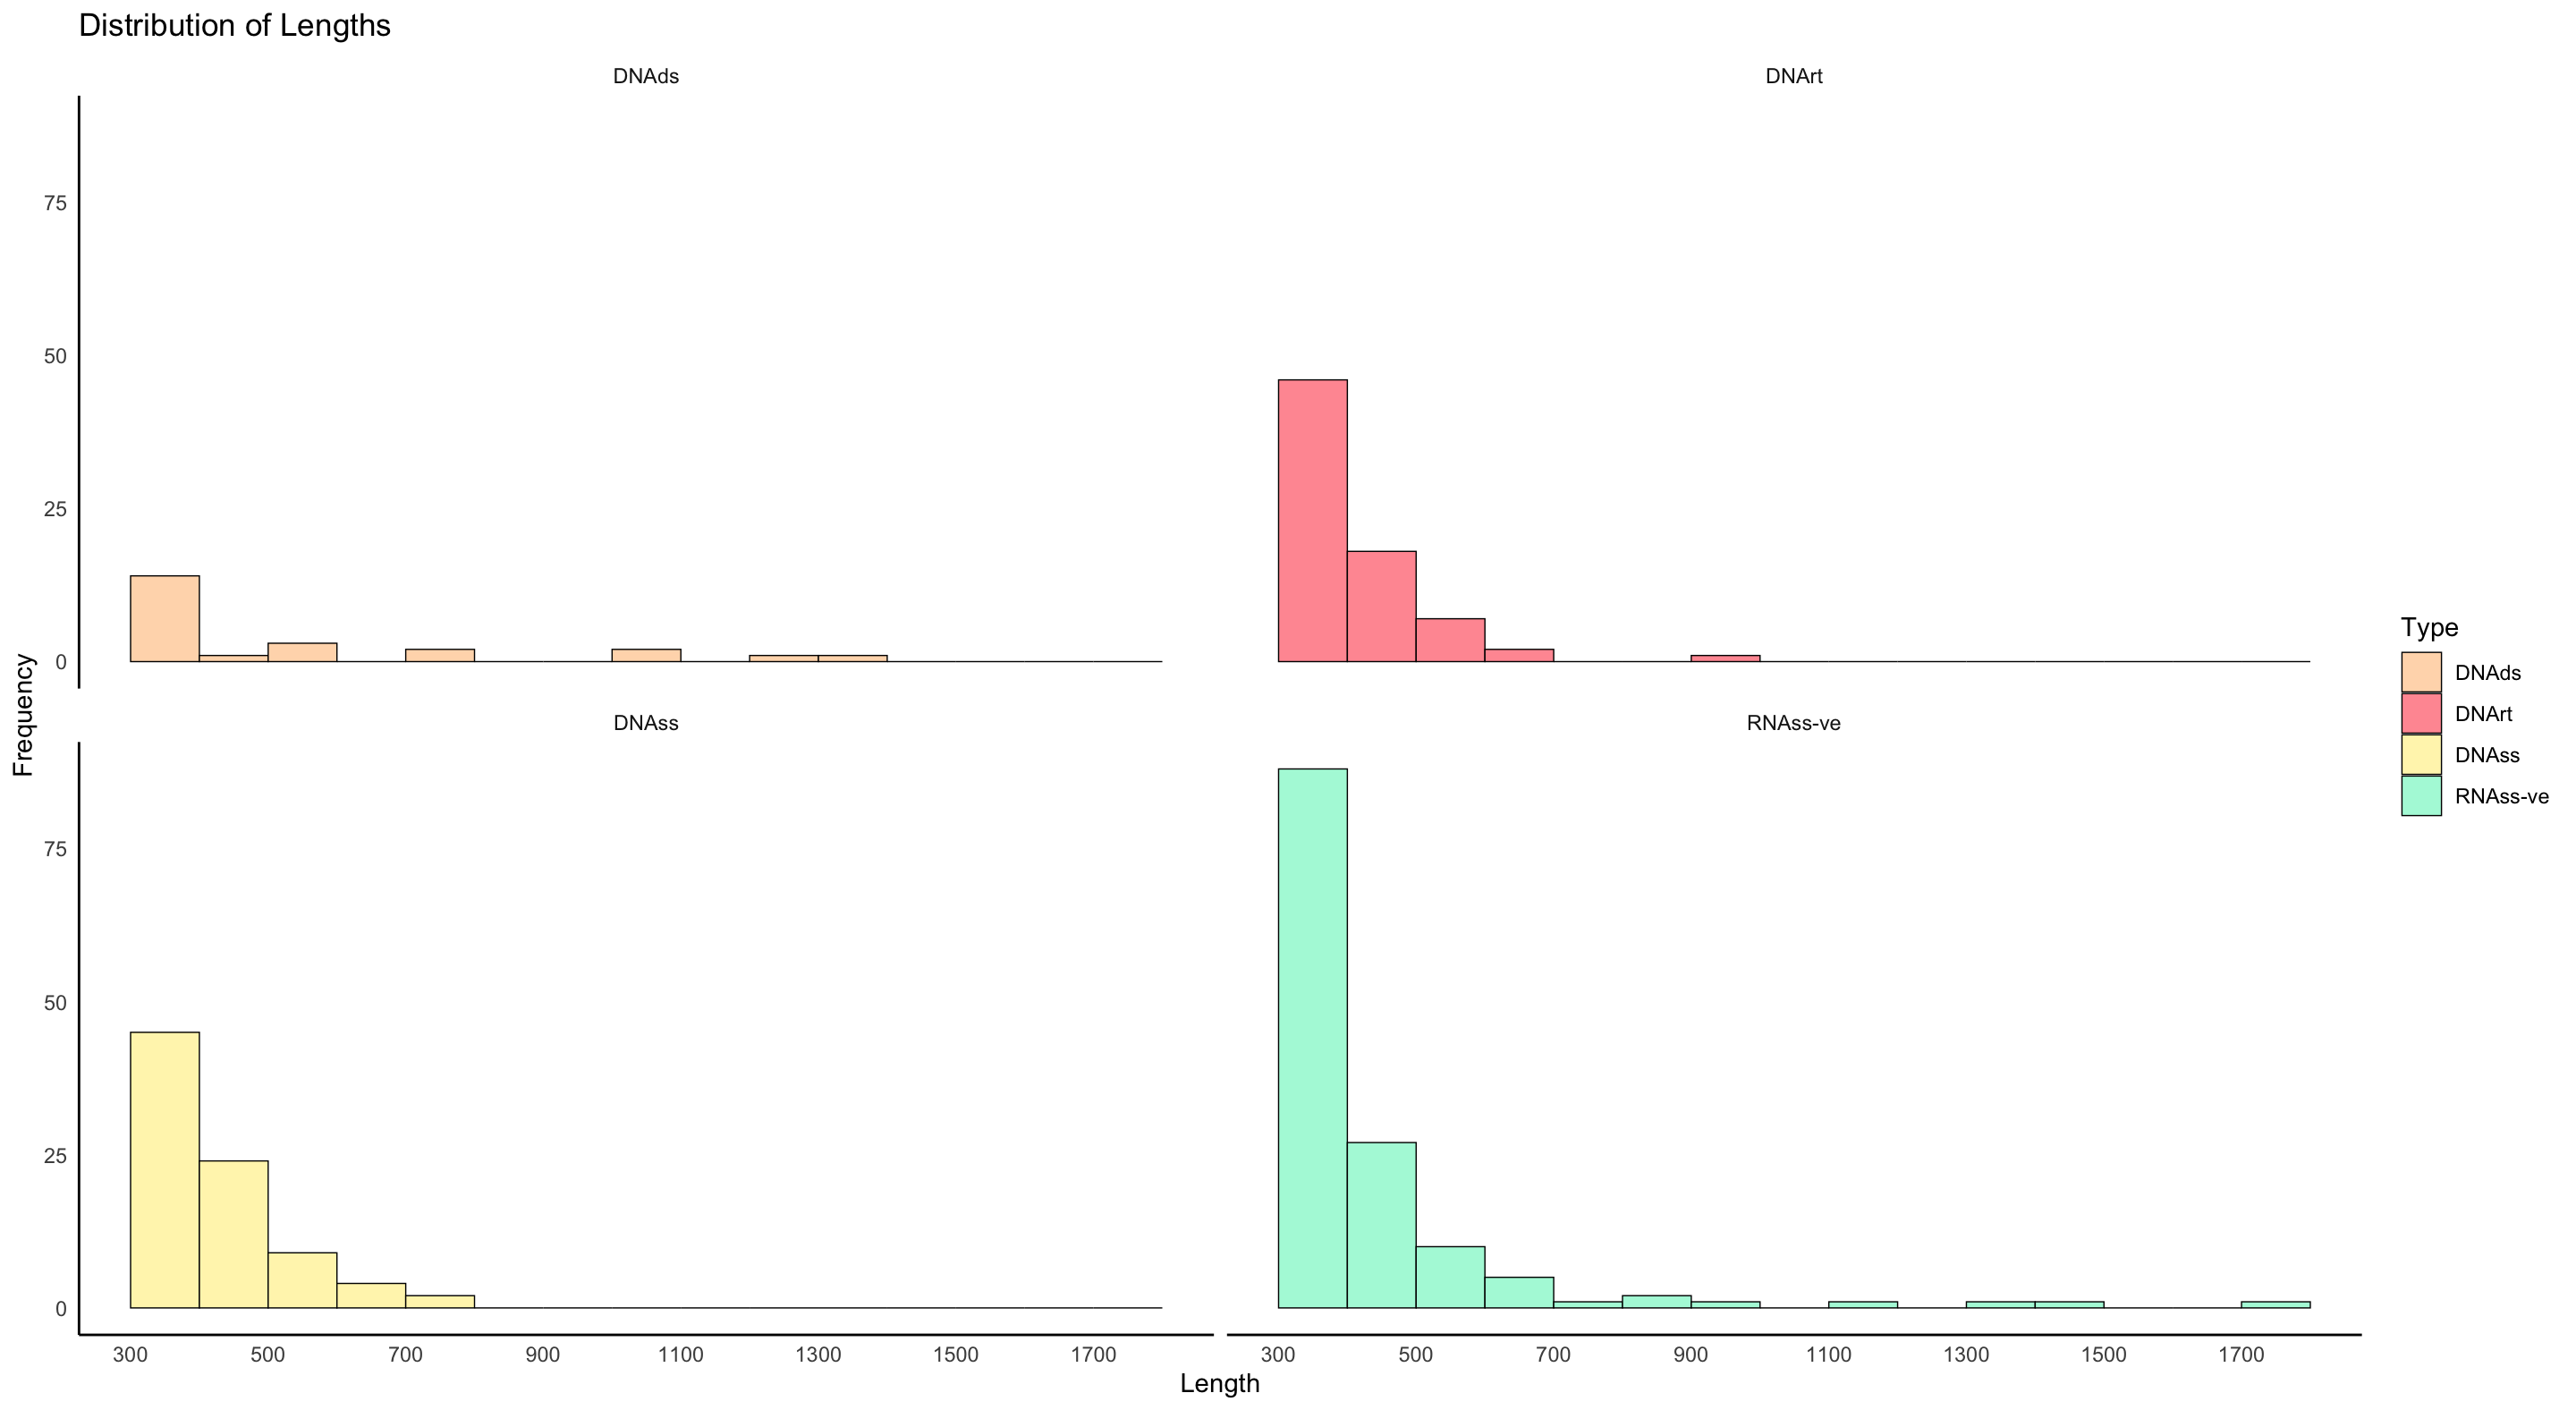 Distribution of Lengths
DNAds
DNArt
75
50
25
0
DNAss
RNAss-ve
75
50
25
0
300 500 700 900 1100 1300 1500 1700
300 500 700 900 1100 1300 1500 1700
Length
Frequency
Type
DNAds
DNArt
DNAss
RNAss-ve